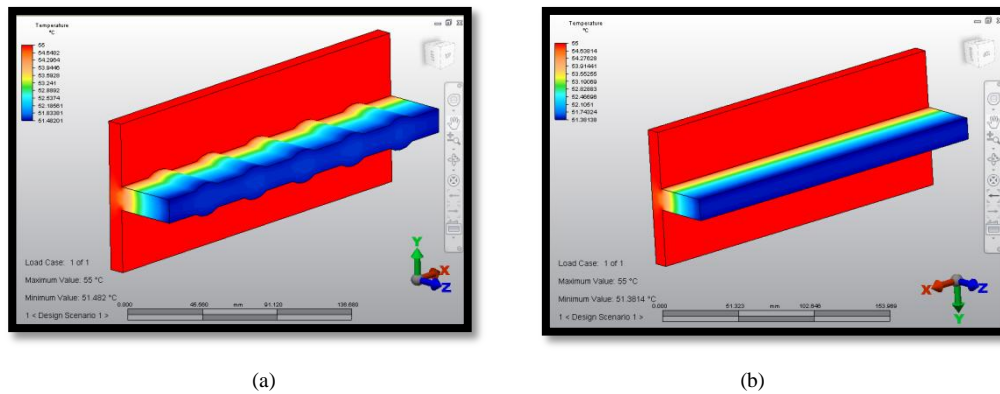 Temperature
°C
55
54.6482
54.2964
53.9446
53.5928
53.241
52.8892
52.5374
52.18561
51.83381
51.48201
Load Case: 1 of 1
Maximum Value: 55 °C
Minimum Value: 51.482 °C
0.000
mm
91.120
1 < Design Scenario 1 >
Y
X
Z
(a)
Temperature
°C
55
54.63814
54.27628
53.91441
53.55255
53.19069
52.82883
52.46696
52.1051
51.74324
51.38138
Load Case: 1 of 1
Maximum Value: 55 °C
Minimum Value: 51.3814 °C
0.000
51.323
102.646
153.969
mm
1 < Design Scenario 1 >
X
Z
Y
(b)